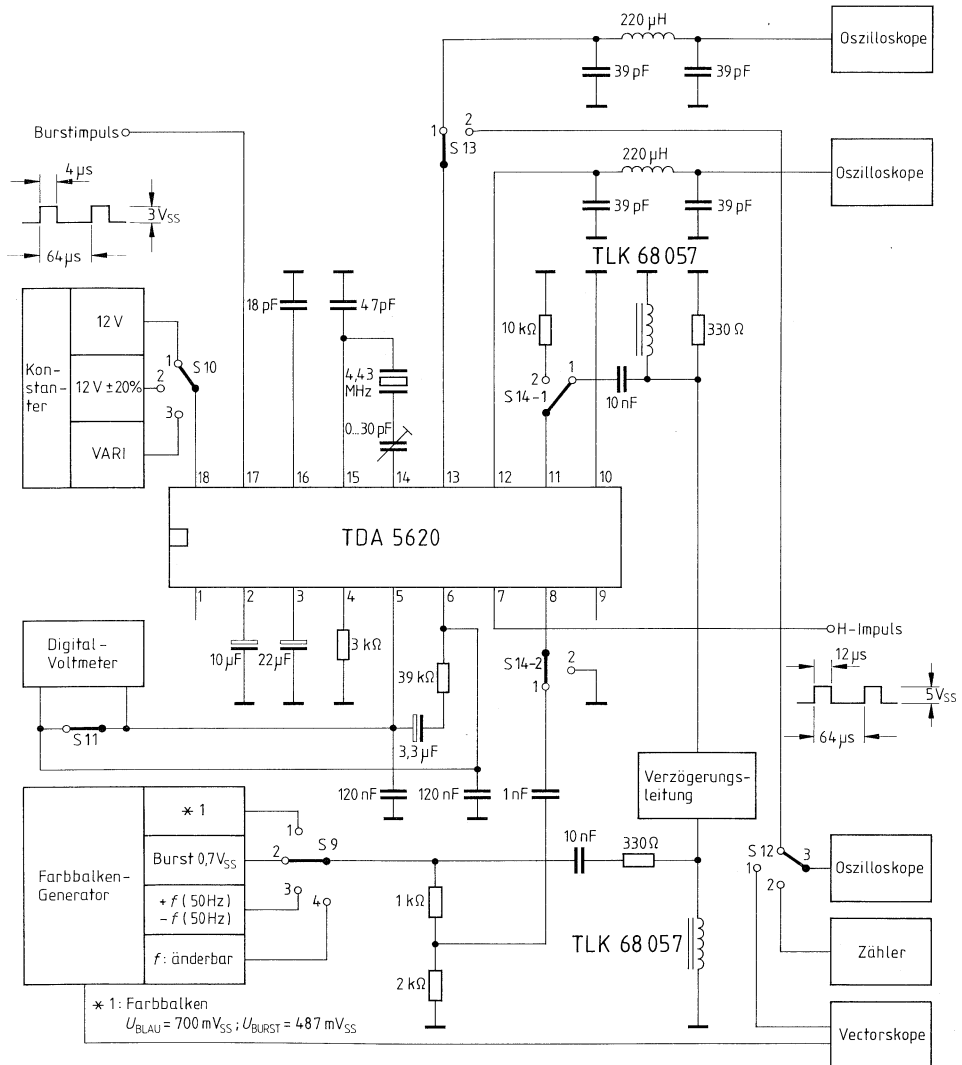 220 µH
Oszilloskope
39 pF
39 pF
Burstimpuls
1
2
S 13
4 µs
220 µH
Oszilloskope
3 VSS
39 pF
39 pF
64 µs
TLK 68 057
12 V
18 pF
47 pF
10 kΩ
330 Ω
Kon-
stan-
ter
1
S 10
12 V ± 20%
2
4,43
MHz
2
1
S 14-1
10 nF
3
0...30 pF
VARI
18
17
16
15
14
13
12
11
10
TDA 5620
1
2
3
4
5
6
7
8
9
H-Impuls
Digital-
Voltmeter
10 µF
22 µF
3 kΩ
39 kΩ
S 14-2
2
1
12 µs
5 VSS
S 11
3,3 µF
64 µs
120 nF
120 nF
1 nF
Verzögerungs-
leitung
Farbbalken-
Generator
* 1
1
10 nF
330 Ω
Burst 0,7 VSS
2
S 9
S 12
3
1
2
Oszilloskope
+ f ( 50 Hz )
– f ( 50 Hz )
3
4
1 kΩ
f : änderbar
TLK 68 057
Zähler
2 kΩ
* 1 : Farbbalken
UBLAU = 700 mVSS ; UBURST = 487 mVSS
Vectorskope